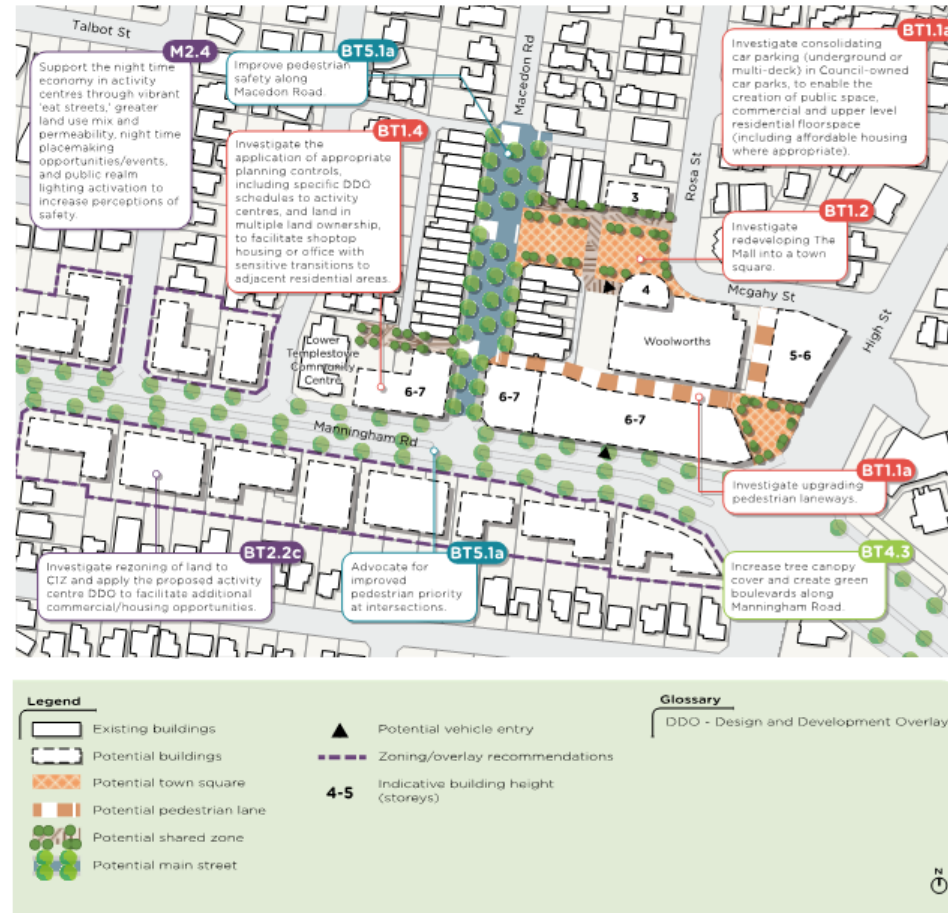 Talbot St
M2.4
Support the night time
economy in activity
centres through vibrant
'eat streets,' greater
land use mix and
permeability, night time
placemaking
opportunities/events,
and public realm
lighting activation to
increase perceptions of
safety.
BT5.1a
Improve pedestrian
safety along
Macedon Road.
BT1.4
Investigate the
application of appropriate
planning controls,
including specific DDO
schedules to activity
centres, and land in
multiple land ownership,
to facilitate shoptop
housing or office with
sensitive transitions to
adjacent residential areas.
Macedon Rd
Rosa St
BT1.1a
Investigate consolidating
car parking (underground or
multi-deck) in Council-owned
car parks, to enable the
creation of public space,
commercial and upper level
residential floorspace
(including affordable housing
where appropriate).
3
BT1.2
Investigate
redeveloping The
Mall into a town
square.
4
Mcgahy St
High St
Woolworths
5-6
Lower
Templestowe
Community
Centre
6-7
6-7
6-7
Manningham Rd
BT1.1a
Investigate upgrading
pedestrian laneways.
BT2.2c
Investigate rezoning of land to
C1Z and apply the proposed activity
centre DDO to facilitate additional
commercial/housing opportunities.
BT5.1a
Advocate for
improved
pedestrian priority
at intersections.
BT4.3
Increase tree canopy
cover and create green
boulevards along
Manningham Road.
Legend
Existing buildings
Potential buildings
Potential town square
Potential pedestrian lane
Potential shared zone
Potential main street
Potential vehicle entry
Zoning/overlay recommendations
4-5
Indicative building height
(storeys)
Glossary
DDO - Design and Development Overlay
N